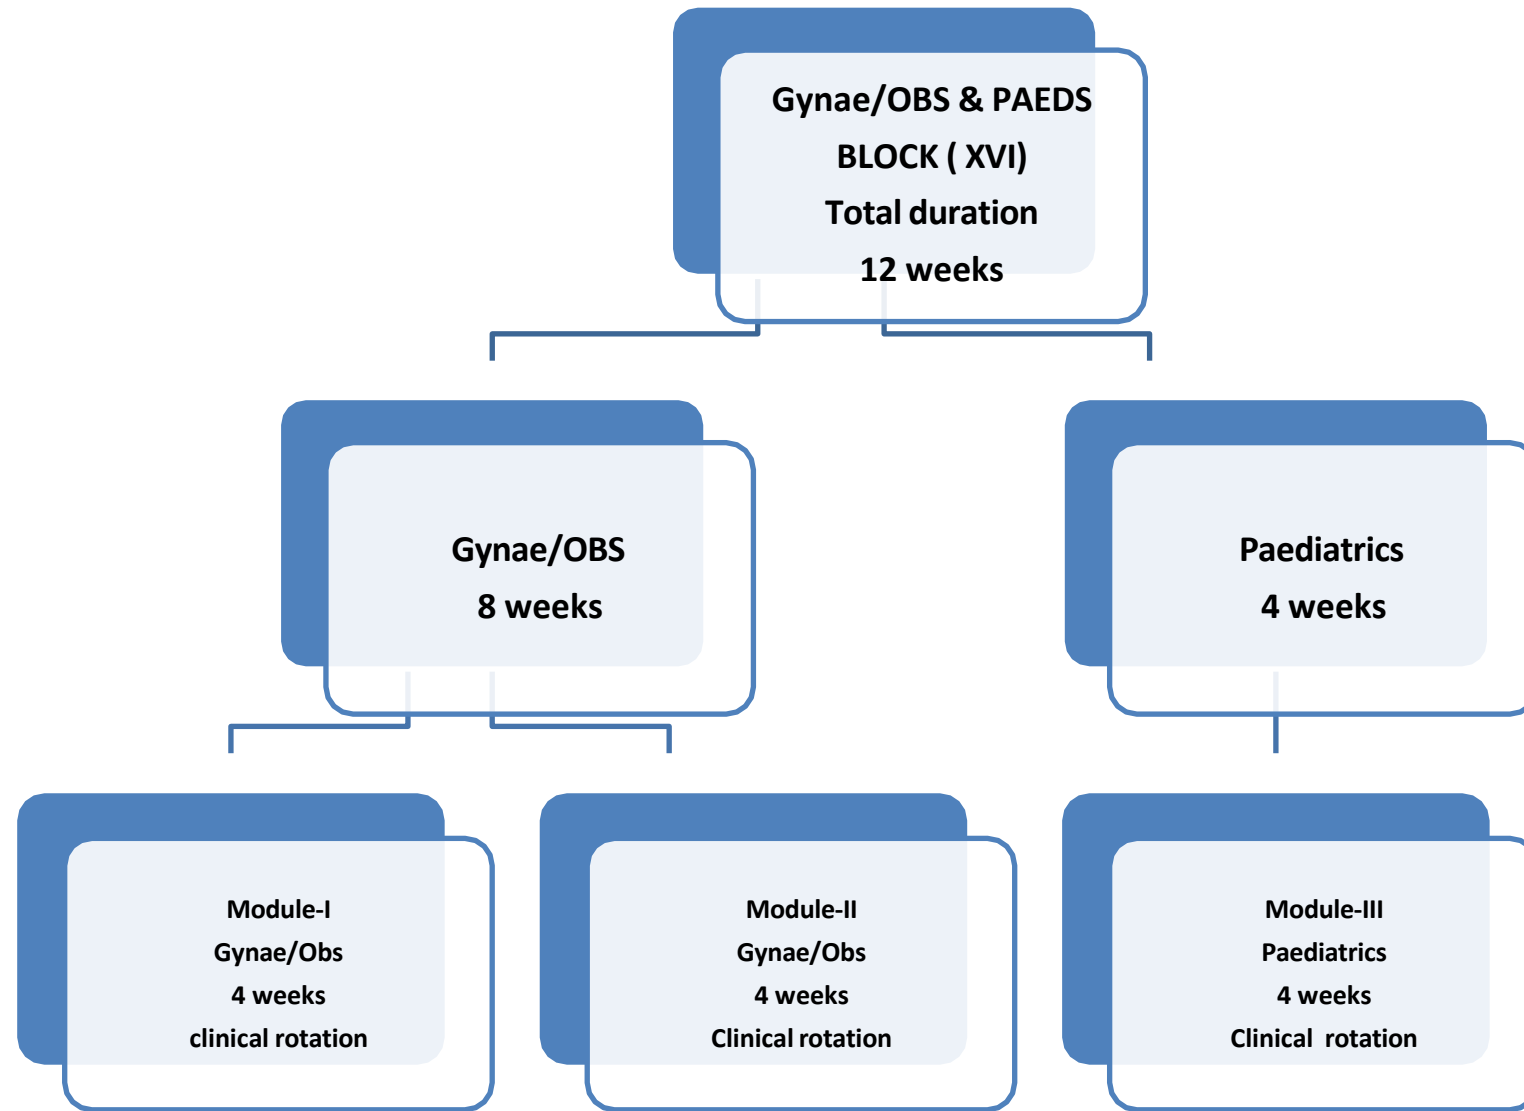 Gynae/OBS & PAEDS
BLOCK ( XVI)
Total duration
12 weeks
Gynae/OBS
8 weeks
Paediatrics
4 weeks
Module-I
Gynae/Obs
4 weeks
clinical rotation
Module-II
Gynae/Obs
4 weeks
Clinical rotation
Module-III
Paediatrics
4 weeks
Clinical  rotation